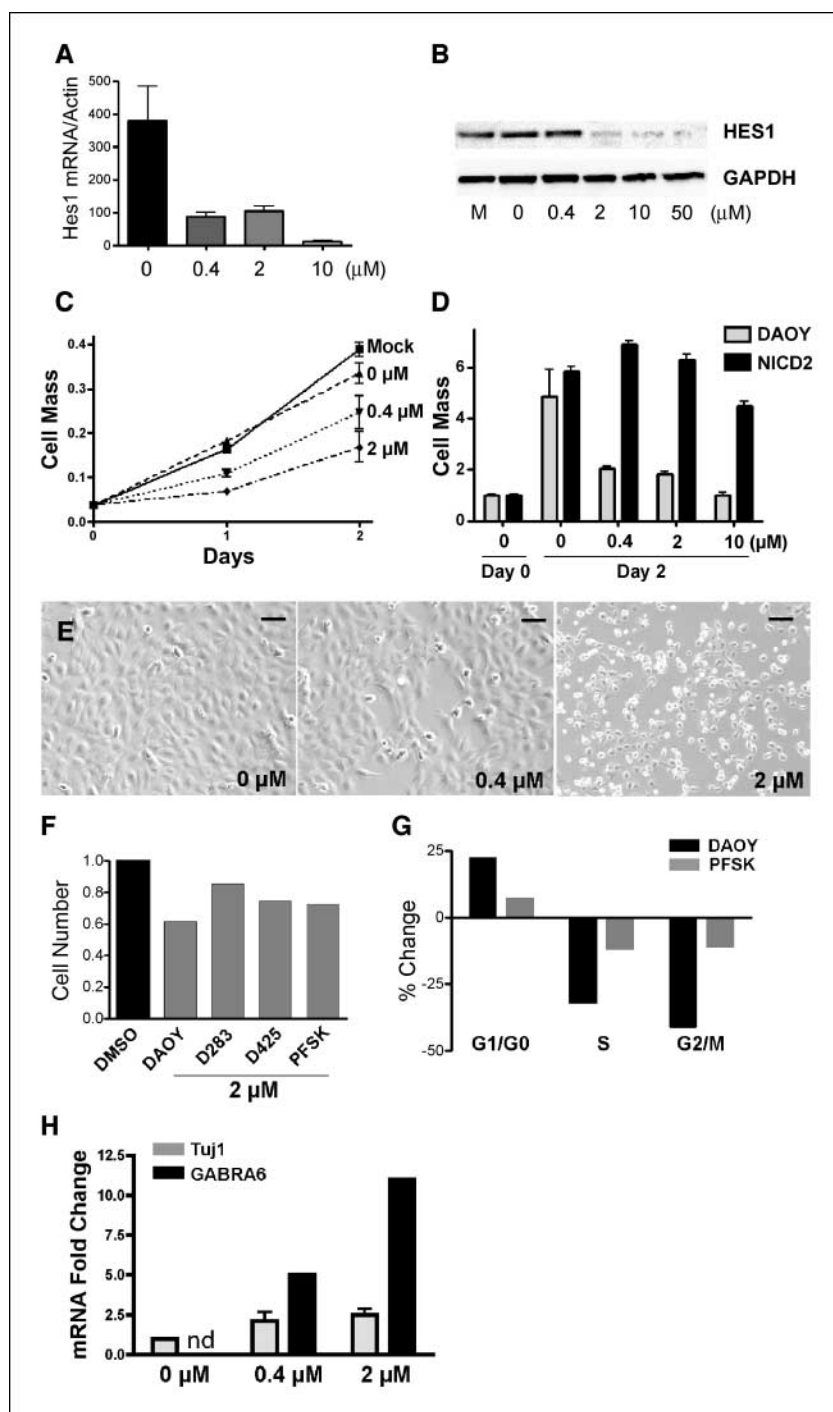 A
Hes1 mRNA/Actin
500
400
300
200
100
0
0 0.4 2 10 (μM)
B
HES1
GAPDH
M 0 0.4 2 10 50 (μM)
C
Cell Mass
0.4
0.3
0.2
0.1
0.0
Mock
0 μM
0.4 μM
2 μM
0 1 2
Days
D
DAOY
NICD2
Cell Mass
6
4
2
0
0 0 0.4 2 10 (μM)
Day 0 Day 2
E
0 μM
0.4 μM
2 μM
F
Cell Number
1.0
0.8
0.6
0.4
0.2
0.0
DMSO DAOY D283 D425 PFSK
2 μM
G
DAOY
PFSK
% Change
25
0
-25
-50
G1/G0 S G2/M
H
Tuj1
GABRA6
mRNA Fold Change
12.5
10.0
7.5
5.0
2.5
0.0
nd
0 μM 0.4 μM 2 μM